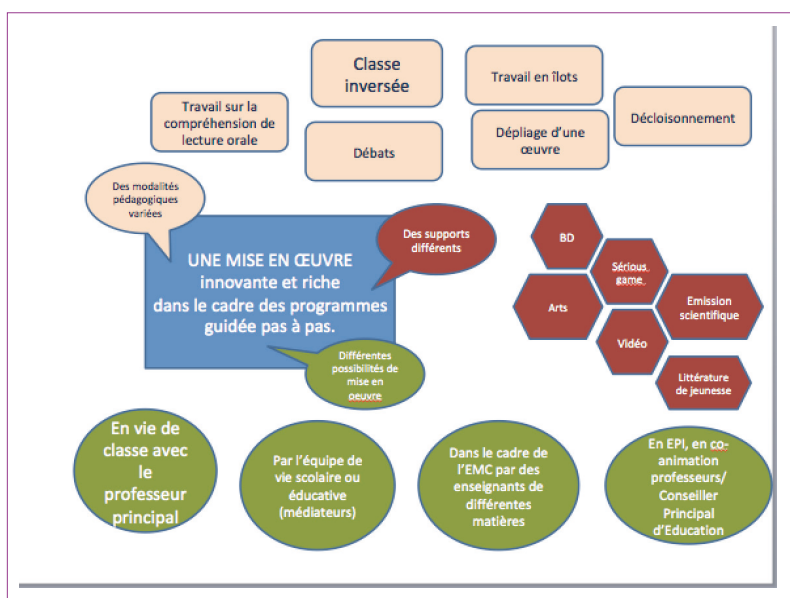 Classe
inversée
Travail en îlots
Travail sur la
compréhension de
lecture orale
Débats
Dépliage d'une
œuvre
Décloisonnement
Des modalités
pédagogiques
variées
UNE MISE EN ŒUVRE
innovante et riche
dans le cadre des programmes
guidée pas à pas.
Des supports
différents
Différentes
possibilités de
mise en
oeuvre
BD
Sérious
game
Arts
Emission
scientifique
Vidéo
Littérature
de jeunesse
En vie de
classe avec
le
professeur
principal
Par l'équipe de
vie scolaire ou
éducative
(médiateurs)
Dans le cadre de
l'EMC par des
enseignants de
différentes
matières
En EPI, en co-
animation
professeurs/
Conseiller
Principal
d'Education